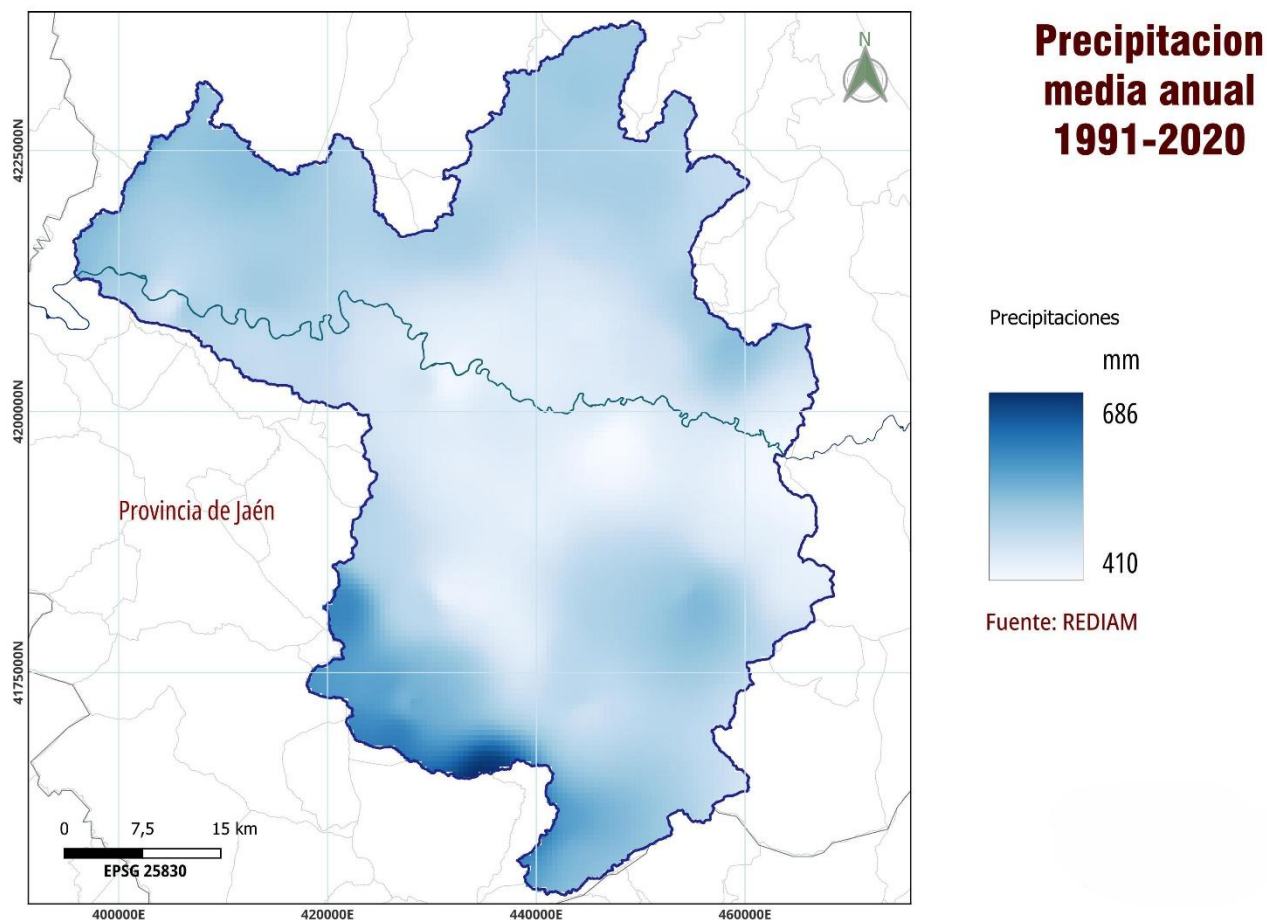 Precipitacion
media anual
1991-2020
N
4225000N
4200000N
4175000N
Provincia de Jaén
Precipitaciones
mm
686
410
Fuente: REDIAM
0 7,5 15 km
EPSG 25830
400000E 420000E 440000E 460000E